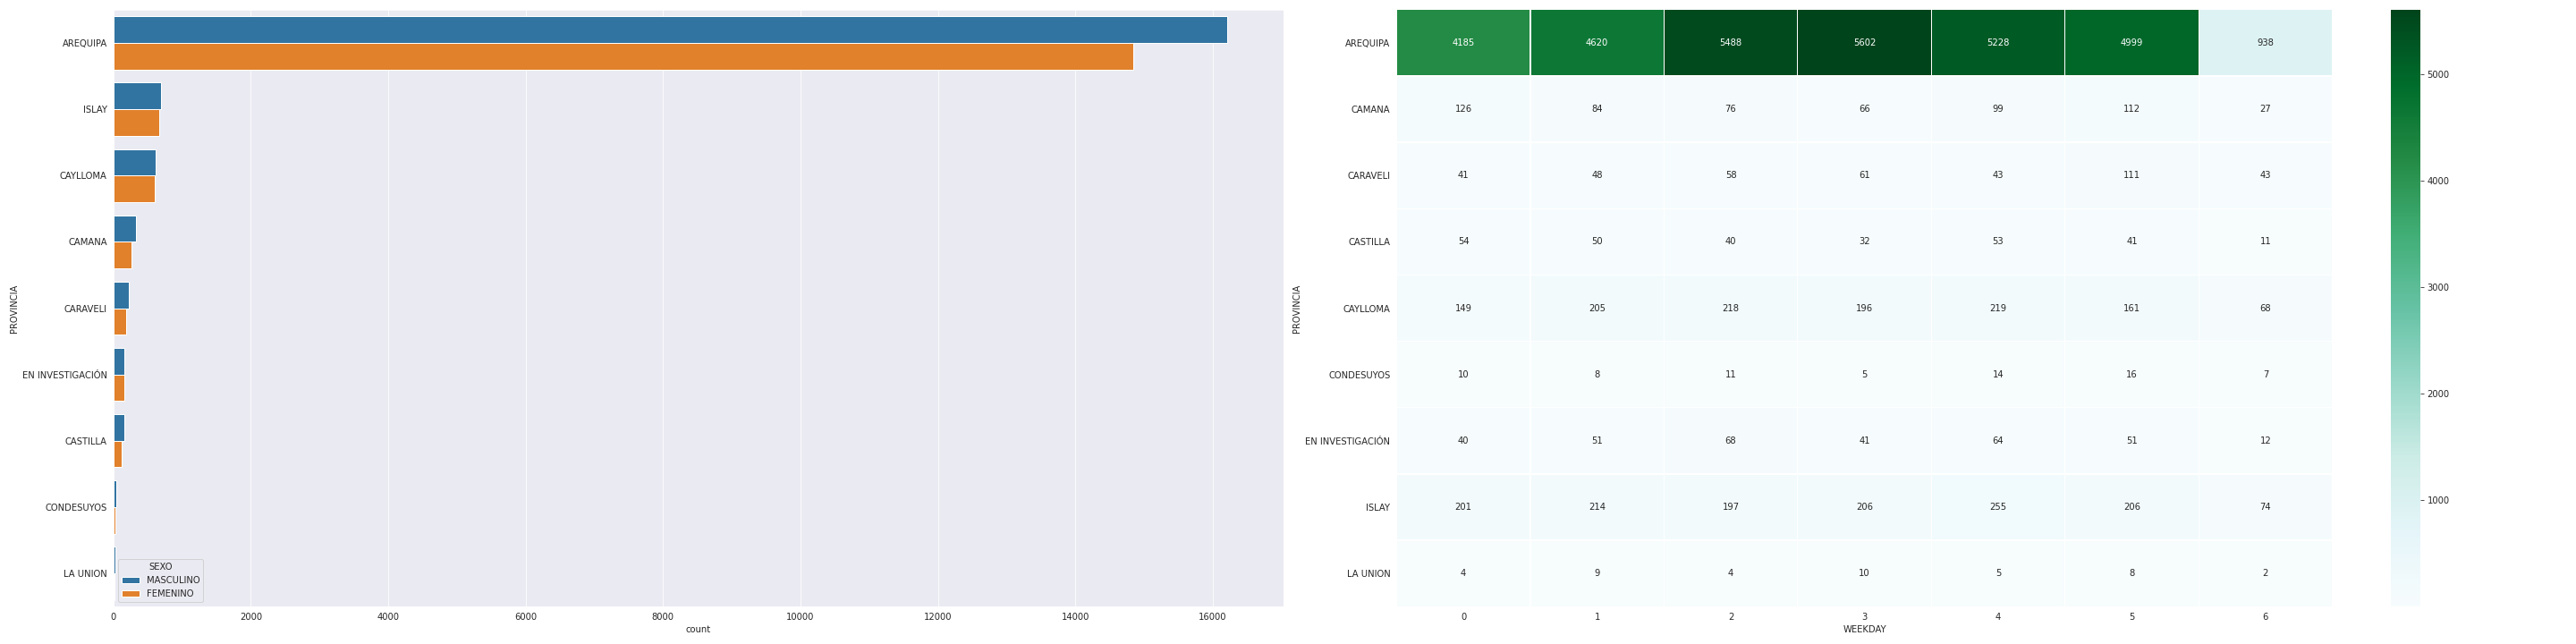 PROVINCIA
AREQUIPA
ISLAY
CAYLLOMA
CAMANA
CARAVELI
EN INVESTIGACIÓN
CASTILLA
CONDESUYOS
LA UNION
SEXO
MASCULINO
FEMENINO
0 2000 4000 6000 8000 10000 12000 14000 16000
count
PROVINCIA
AREQUIPA 4185 4620 5488 5602 5228 4999 938
CAMANA 126 84 76 66 99 112 27
CARAVELI 41 48 58 61 43 111 43
CASTILLA 54 50 40 32 53 41 11
CAYLLOMA 149 205 218 196 219 161 68
CONDESUYOS 10 8 11 5 14 16 7
EN INVESTIGACIÓN 40 51 68 41 64 51 12
ISLAY 201 214 197 206 255 206 74
LA UNION 4 9 4 10 5 8 2
0 1 2 3 4 5 6
WEEKDAY
5000
4000
3000
2000
1000